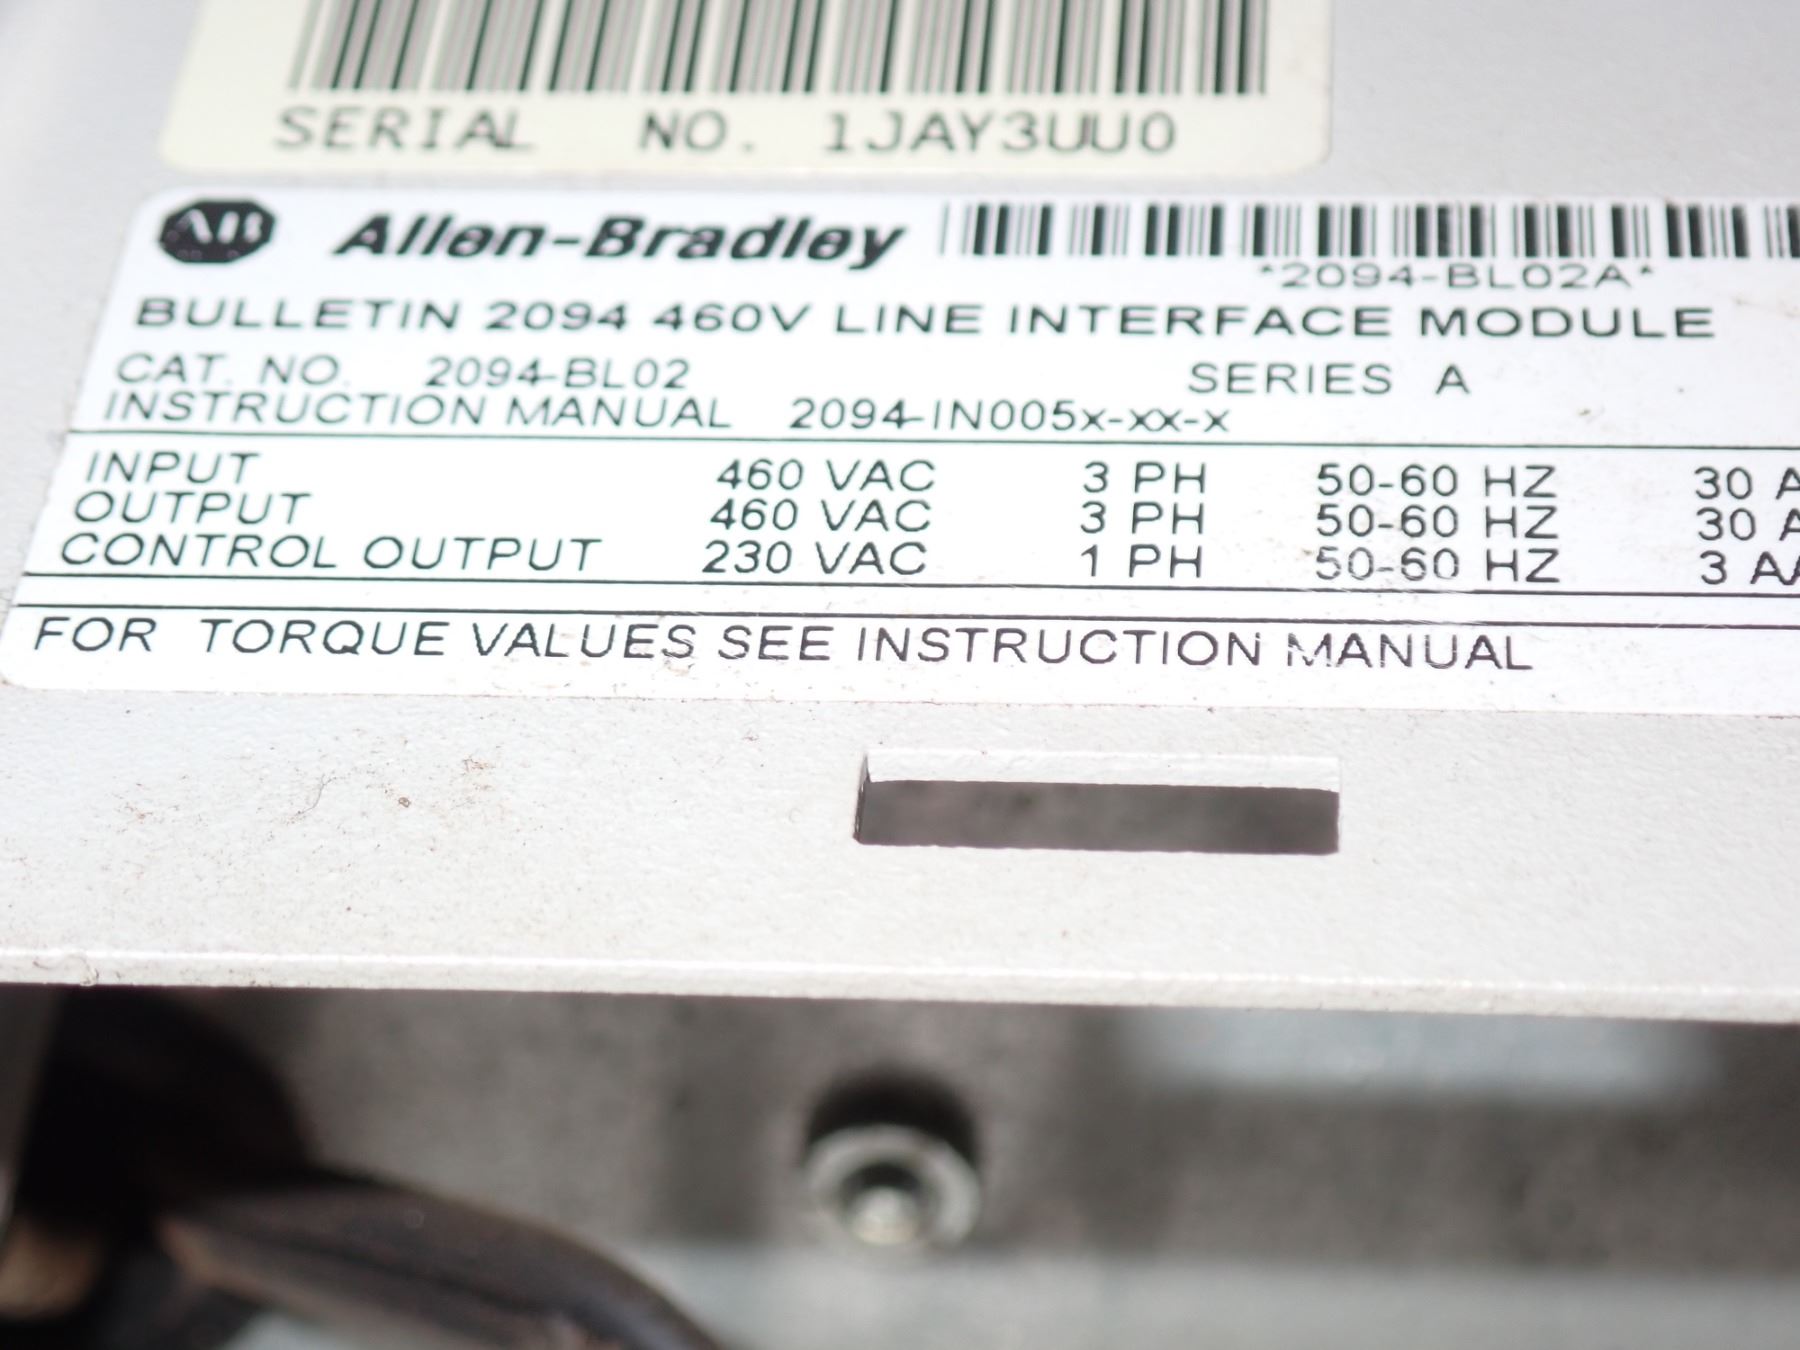 SERIAL NO. 1JAY3UU0
AB Allen-Bradley
*2094-BL02A*
BULLETIN 2094 460V LINE INTERFACE MODULE
CAT. NO. 2094-BL02 SERIES A
INSTRUCTION MANUAL 2094-IN005x-xx-x
INPUT 460 VAC 3 PH 50-60 HZ 30 A
OUTPUT 460 VAC 3 PH 50-60 HZ 30 A
CONTROL OUTPUT 230 VAC 1 PH 50-60 HZ 3 AA
FOR TORQUE VALUES SEE INSTRUCTION MANUAL